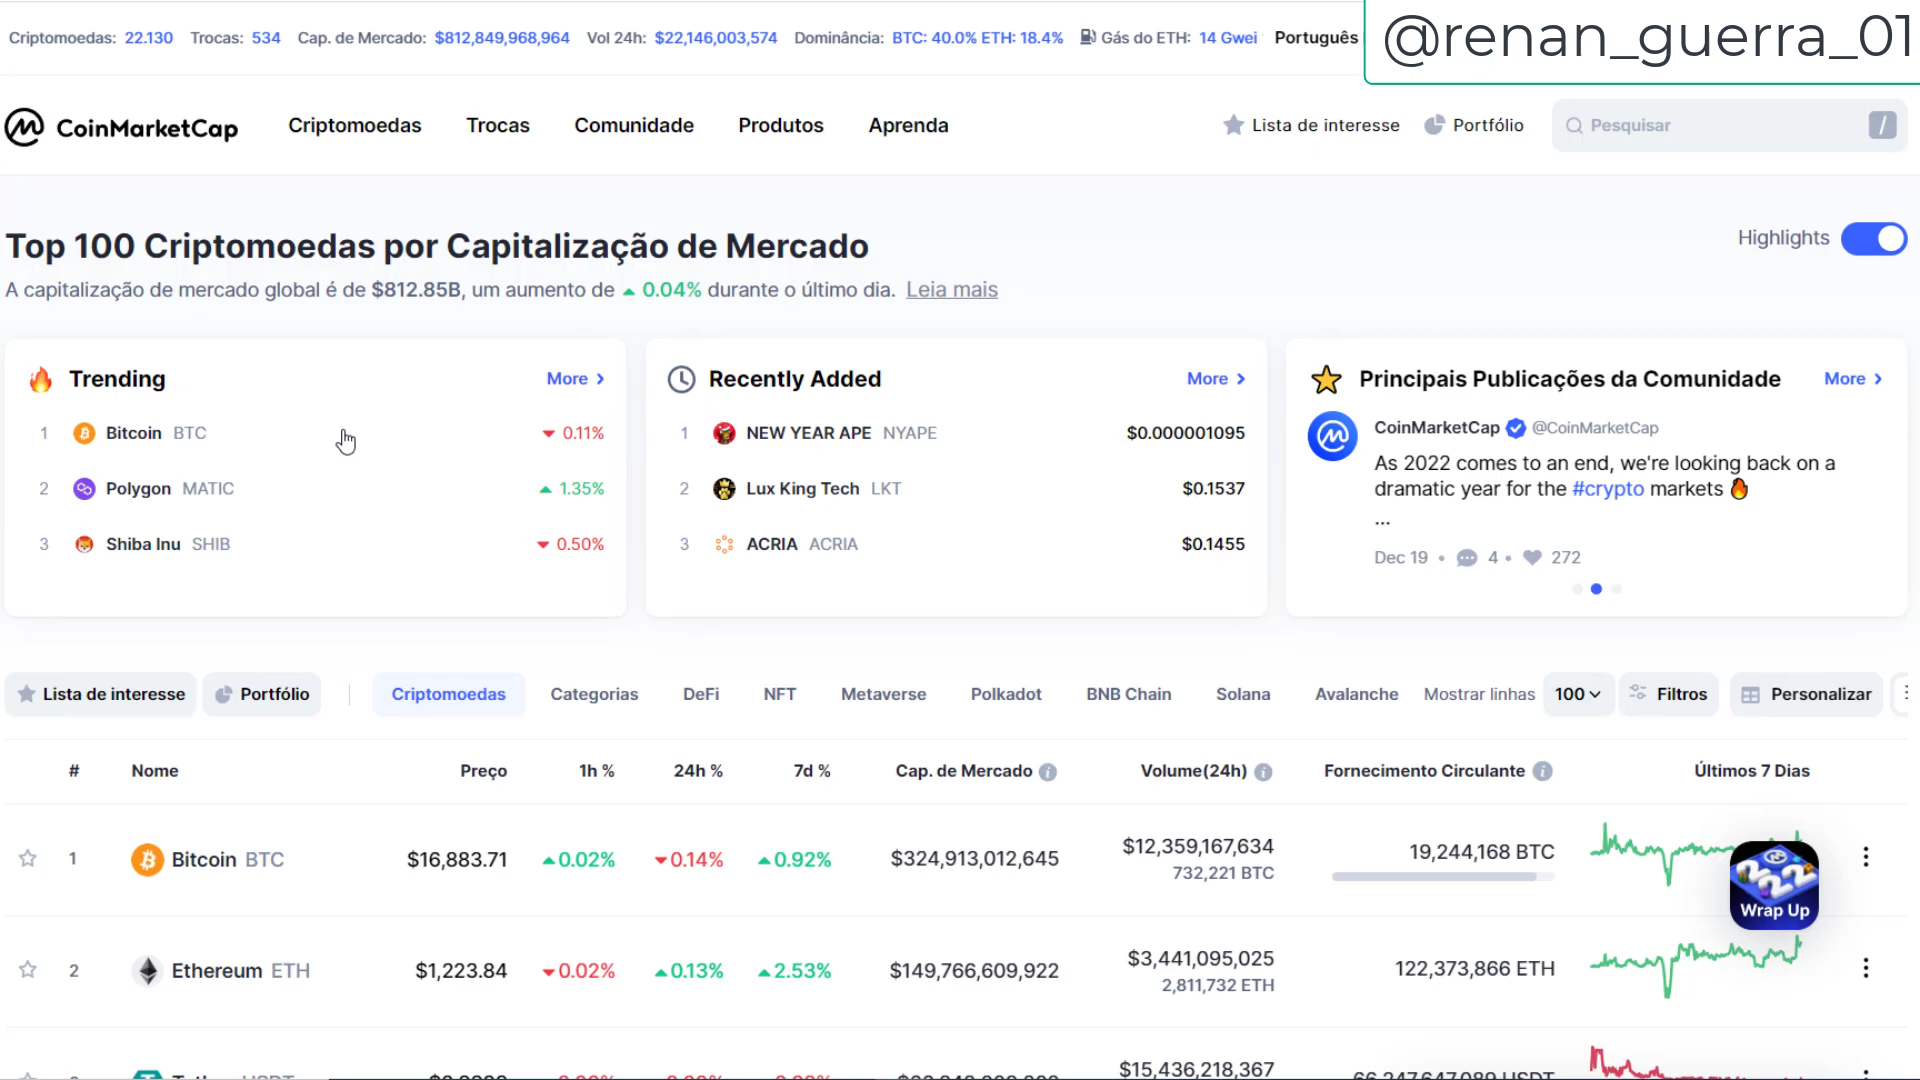 Criptomoedas: 22.130 Trocas: 534 Cap. de Mercado: $812,849,968,964 Vol 24h: $22,146,003,574 Dominância: BTC: 40.0% ETH: 18.4% Gás do ETH: 14 Gwei Português
@renan_guerra_01
CoinMarketCap Criptomoedas Trocas Comunidade Produtos Aprenda Lista de interesse Portfólio Pesquisar /
Top 100 Criptomoedas por Capitalização de Mercado
Highlights
A capitalização de mercado global é de $812.85B, um aumento de 0.04% durante o último dia. Leia mais
Trending More
1 Bitcoin BTC 0.11%
2 Polygon MATIC 1.35%
3 Shiba Inu SHIB 0.50%
Recently Added More
1 NEW YEAR APE NYAPE $0.000001095
2 Lux King Tech LKT $0.1537
3 ACRIA ACRIA $0.1455
Principais Publicações da Comunidade More
CoinMarketCap @CoinMarketCap
As 2022 comes to an end, we're looking back on a
dramatic year for the #crypto markets
...
Dec 19 • 4 • 272
Lista de interesse Portfólio Criptomoedas Categorias DeFi NFT Metaverse Polkadot BNB Chain Solana Avalanche Mostrar linhas 100 Filtros Personalizar
# Nome Preço 1h % 24h % 7d % Cap. de Mercado Volume(24h) Fornecimento Circulante Últimos 7 Dias
1 Bitcoin BTC $16,883.71 0.02% 0.14% 0.92% $324,913,012,645 $12,359,167,634 19,244,168 BTC
732,221 BTC
2022
Wrap Up
2 Ethereum ETH $1,223.84 0.02% 0.13% 2.53% $149,766,609,922 $3,441,095,025 122,373,866 ETH
2,811,732 ETH
$15,436,218,367